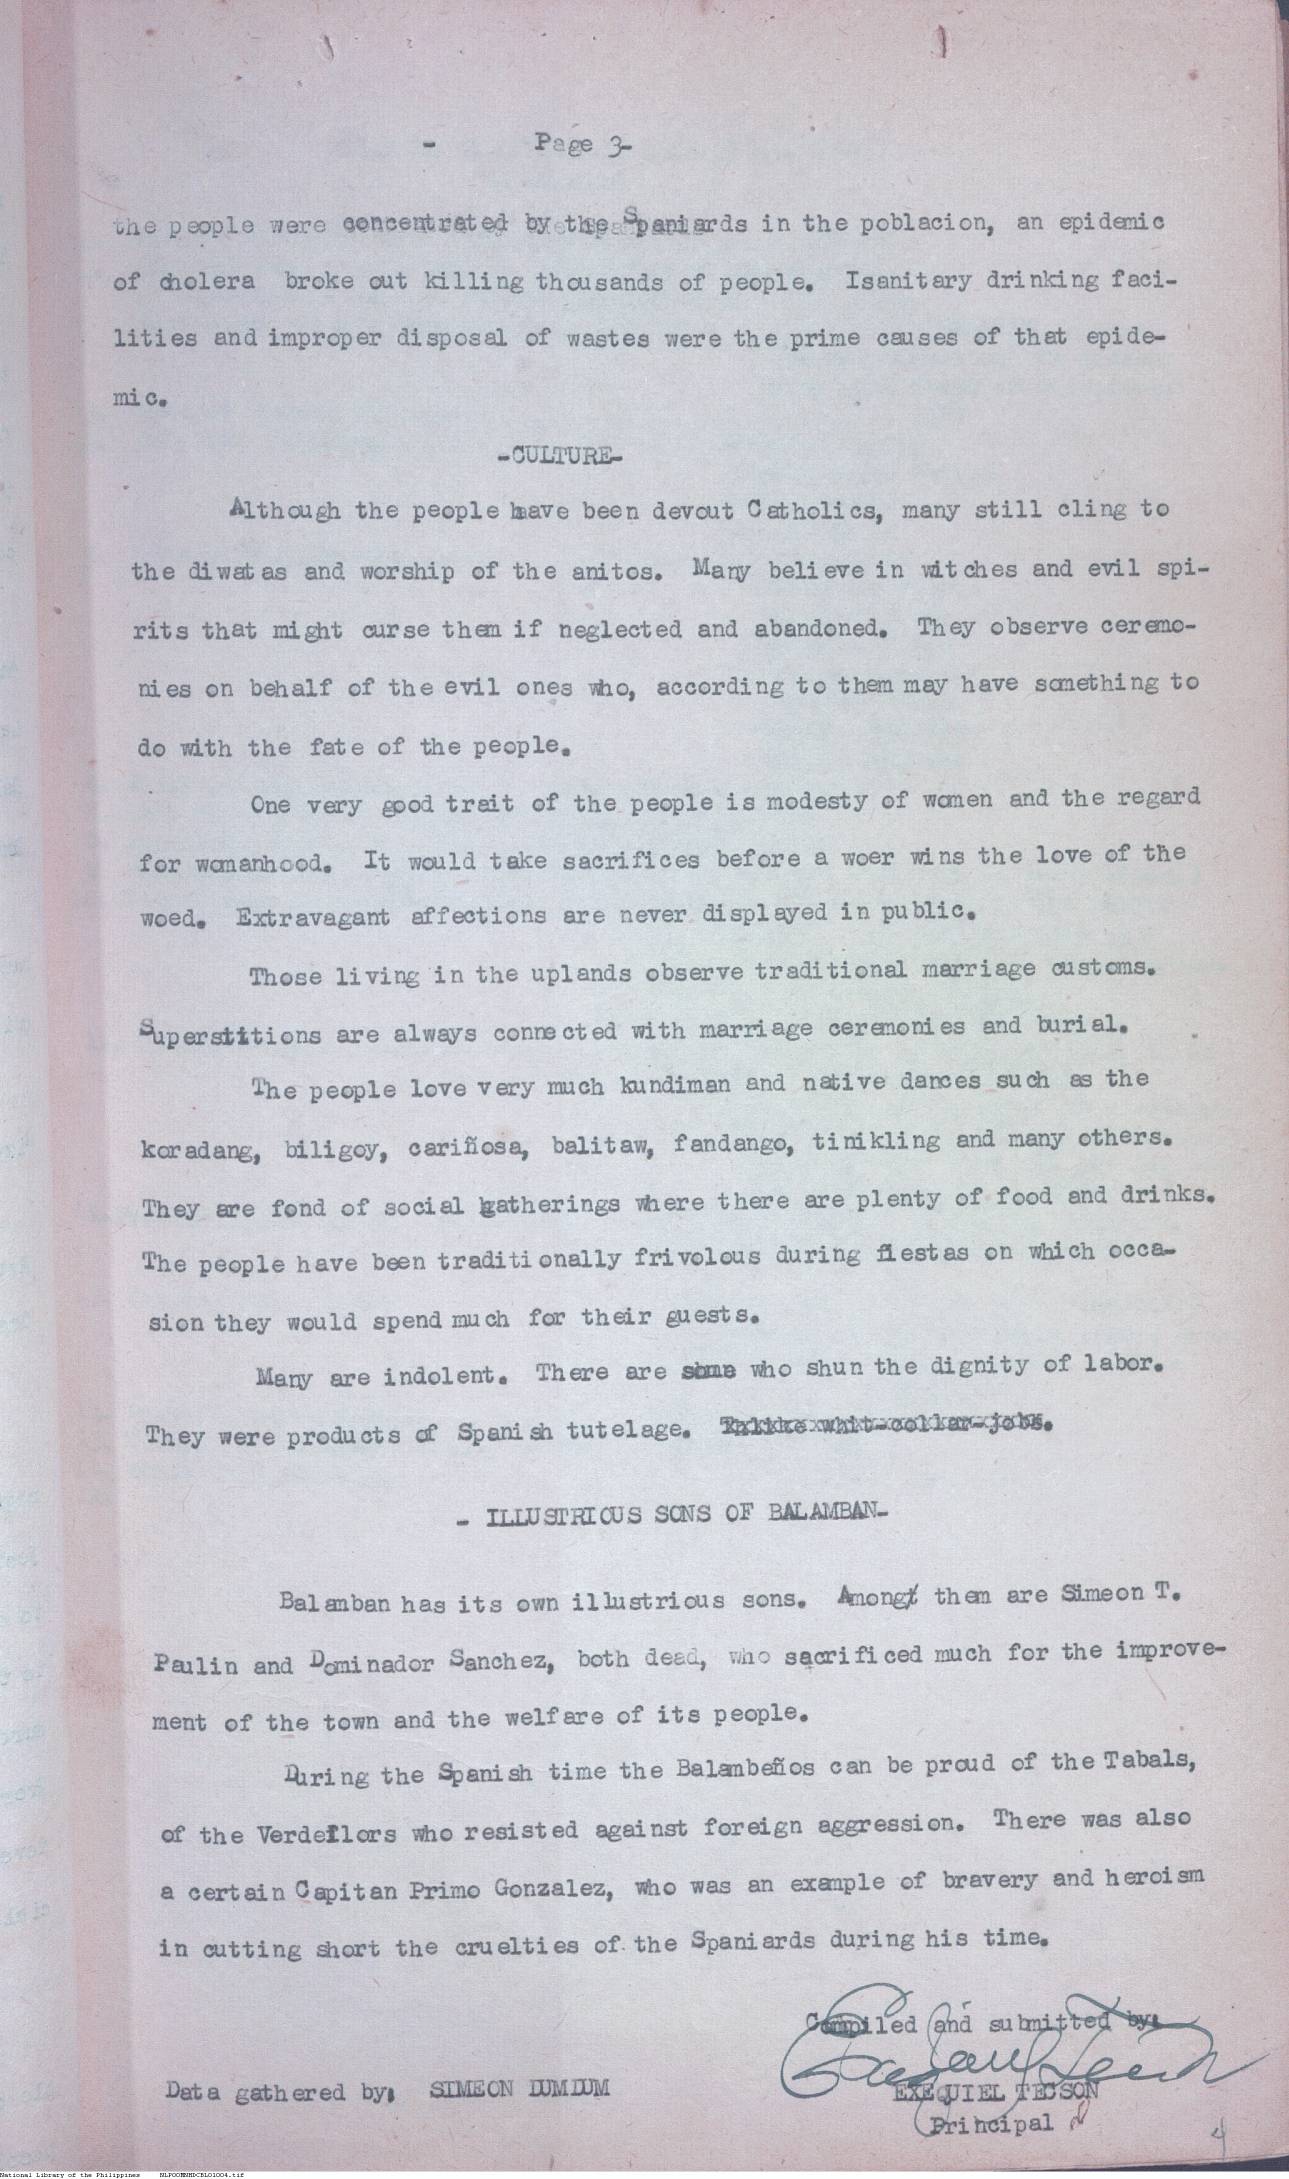 - Page 3-
the people were concentrated by the Spaniards in the poblacion, an epidemic
of cholera broke out killing thousands of people. Isanitary drinking faci-
lities and improper disposal of wastes were the prime causes of that epide-
mic.
-CULTURE-
Although the people have been devout Catholics, many still cling to
the diwatas and worship of the anitos. Many believe in witches and evil spi-
rits that might curse them if neglected and abandoned. They observe ceremo-
nies on behalf of the evil ones who, according to them may have something to
do with the fate of the people.
One very good trait of the people is modesty of women and the regard
for womanhood. It would take sacrifices before a woer wins the love of the
woed. Extravagant affections are never displayed in public.
Those living in the uplands observe traditional marriage customs.
Superstitions are always connected with marriage ceremonies and burial.
The people love very much kundiman and native dances such as the
koradang, biligoy, cariñosa, balitaw, fandango, tinikling and many others.
They are fond of social gatherings where there are plenty of food and drinks.
The people have been traditionally frivolous during fiestas on which occa-
sion they would spend much for their guests.
Many are indolent. There are some who shun the dignity of labor.
They were products of Spanish tutelage. like whit-collar-jobs.
- ILLUSTRIOUS SONS OF BALAMBAN-
Balamban has its own illustrious sons. Among them are Simeon T.
Paulin and Dominador Sanchez, both dead, who sacrificed much for the improve-
ment of the town and the welfare of its people.
During the Spanish time the Balambeños can be proud of the Tabals,
of the Verdeflors who resisted against foreign aggression. There was also
a certain Capitan Primo Gonzalez, who was an example of bravery and heroism
in cutting short the cruelties of the Spaniards during his time.
Compiled and submitted by:
Data gathered by: SIMEON DUMDUM
EXEQUIEL TECSON
Principal
4
National Library of the Philippines NLPOOMNHDCBLO1004.tif